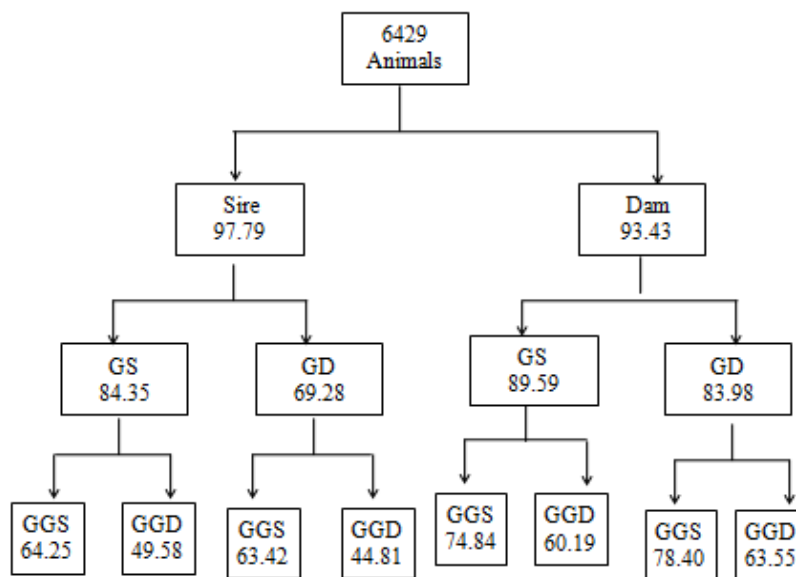 6429
Animals
Sire
97.79
Dam
93.43
GS
84.35
GD
69.28
GS
89.59
GD
83.98
GGS
64.25
GGD
49.58
GGS
63.42
GGD
44.81
GGS
74.84
GGD
60.19
GGS
78.40
GGD
63.55